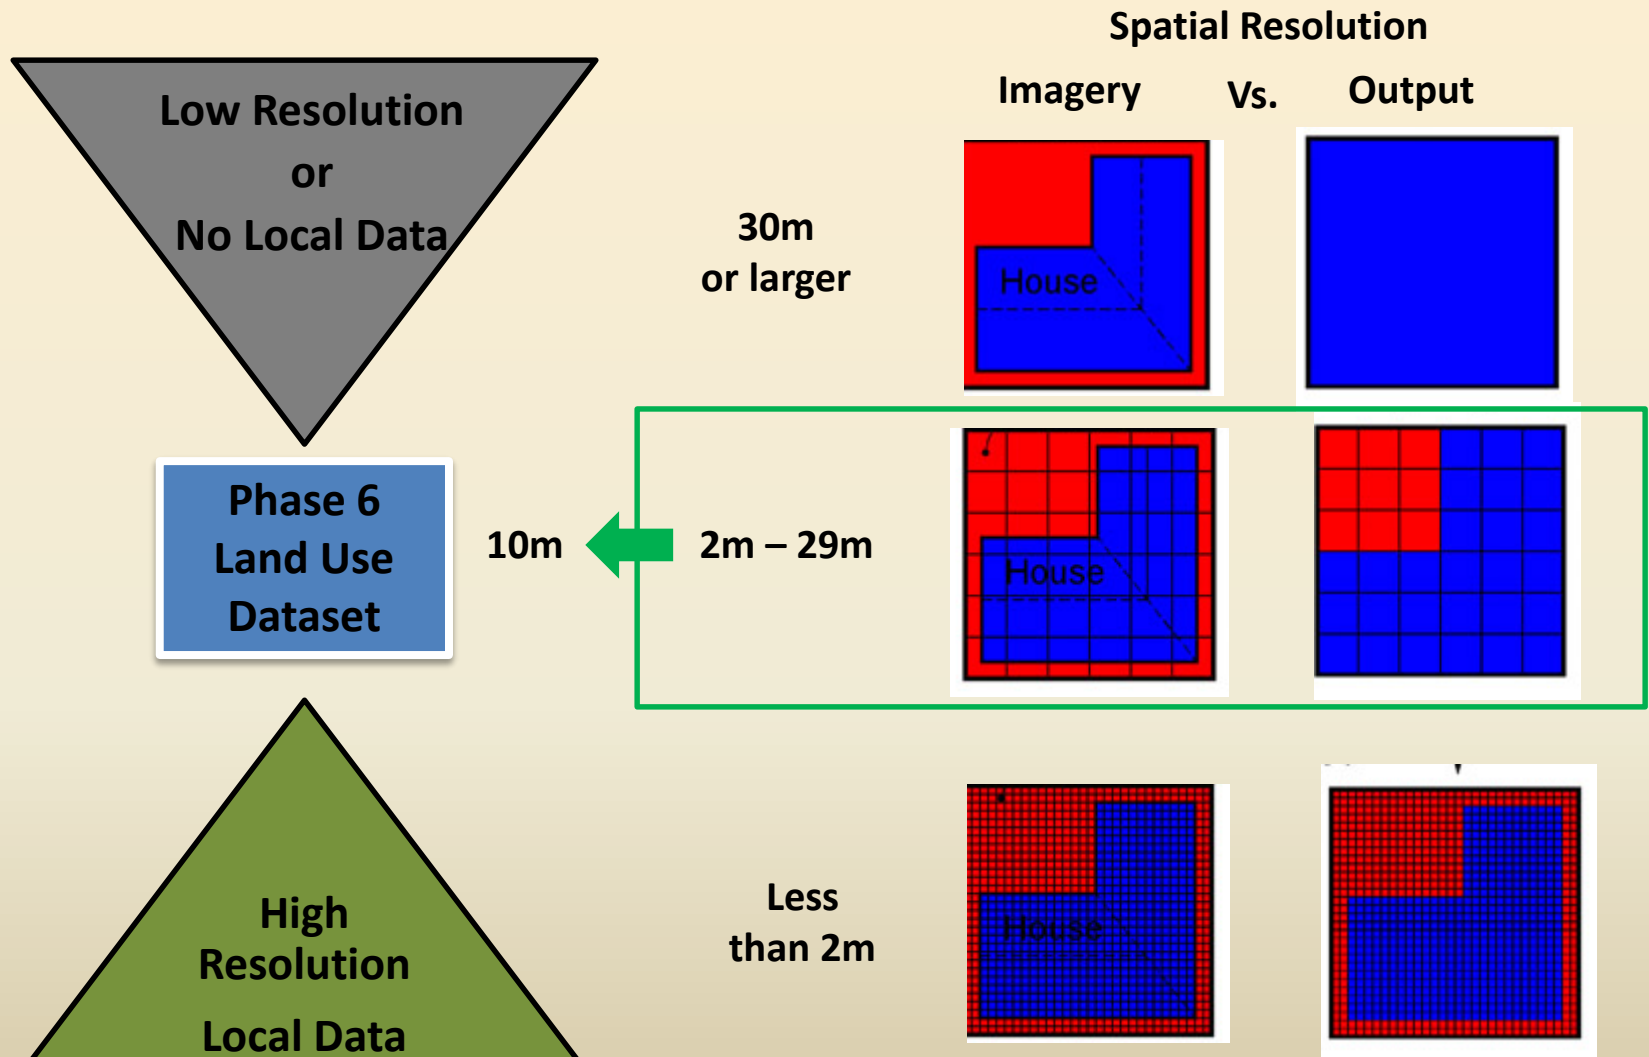 Spatial Resolution
Imagery Vs. Output
Low Resolution
or
No Local Data
30m
or larger
House
Phase 6
Land Use
Dataset
10m
2m – 29m
House
High
Resolution
Local Data
Less
than 2m
House